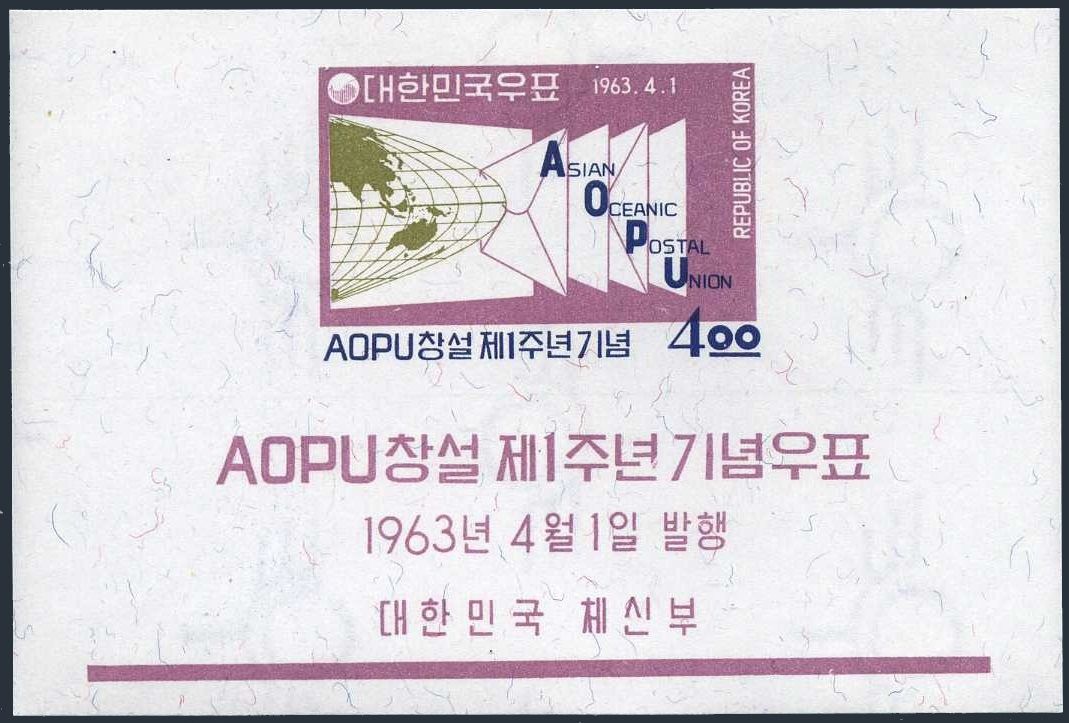 대한민국우표 1963.4.1
REPUBLIC OF KOREA
ASIAN
OCEANIC
POSTAL
UNION
AOPU창설 제1주년기념 4.00
AOPU창설 제1주년기념우표
1963년 4월 1일 발행
대한민국 체신부